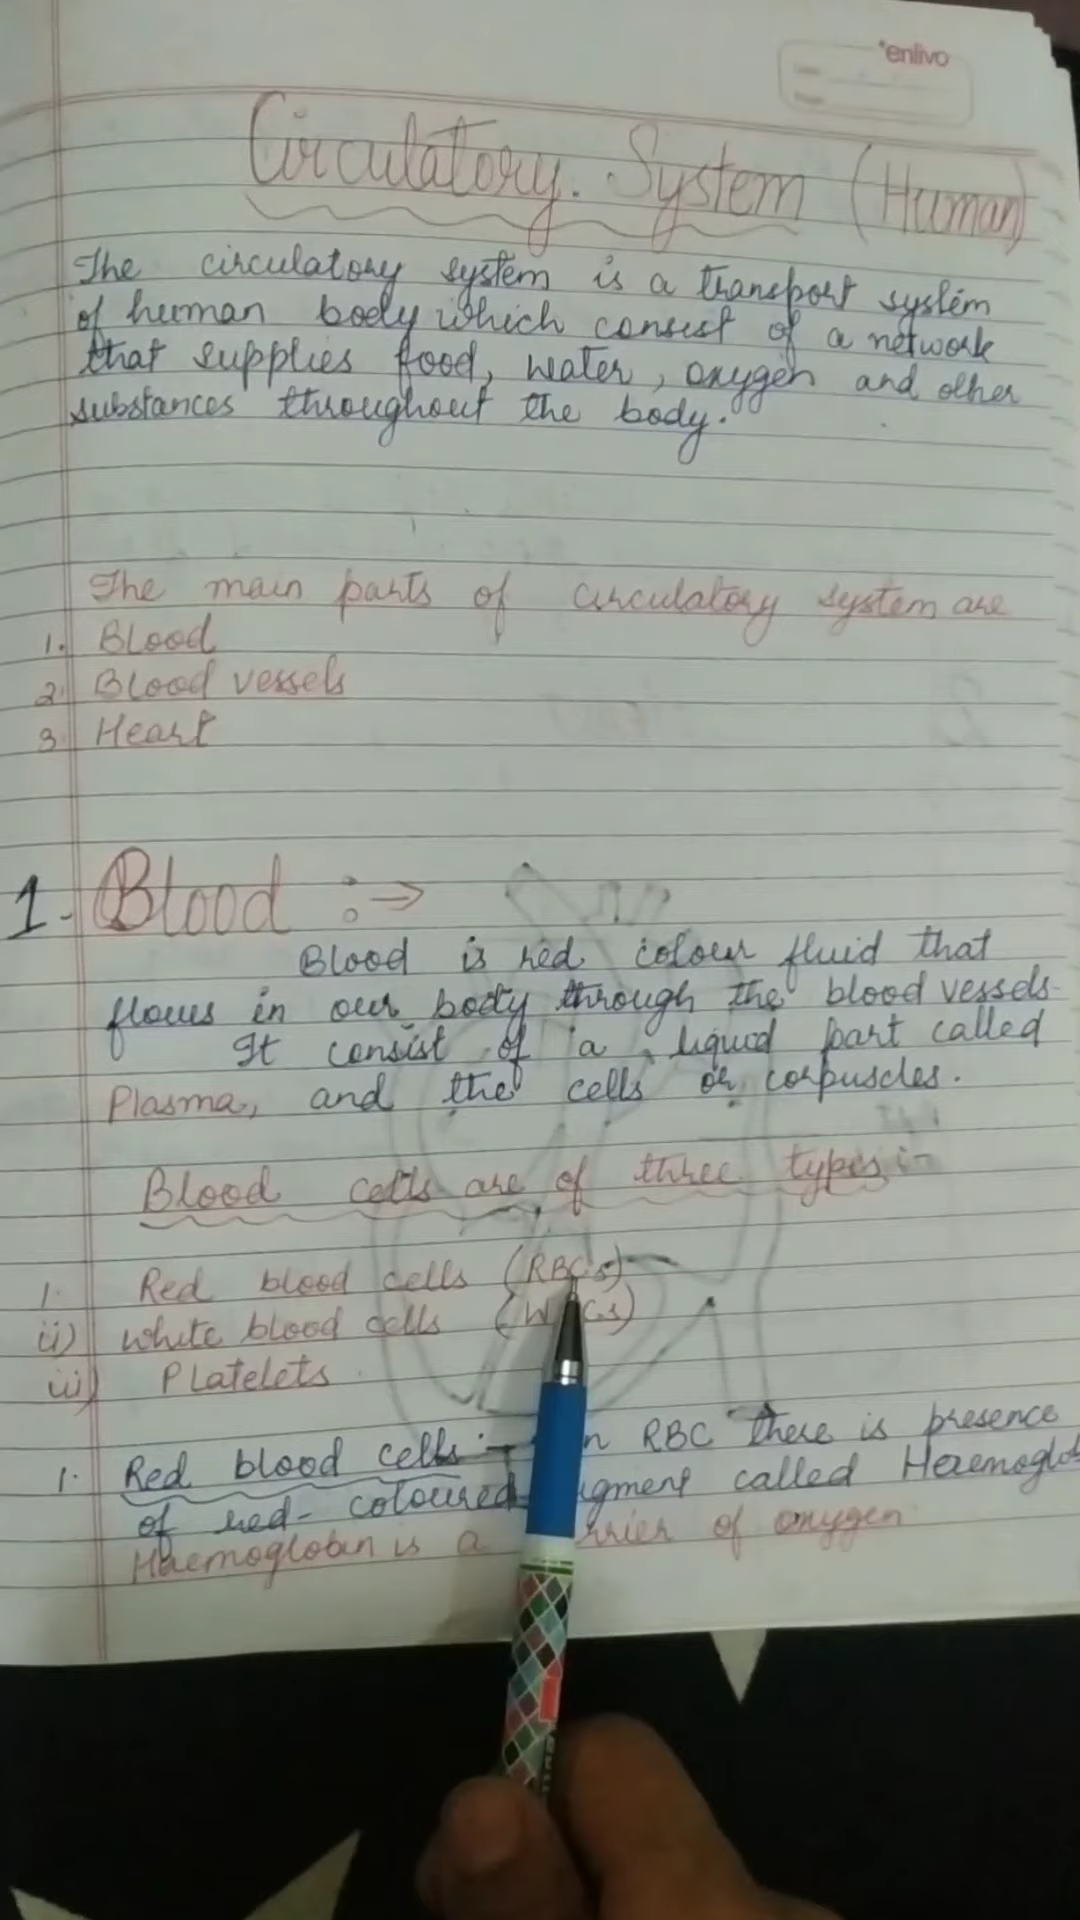 enlivo
Circulatory System (Human)
The circulatory system is a transport system
of human body which consist of a network
that supplies food, water, oxygen and other
substances throughout the body.
The main parts of circulatory system are
1. Blood
2. Blood vessels
3. Heart
1. Blood :→
Blood is red colour fluid that
flows in our body through the blood vessels.
It consist of a liquid part called
Plasma, and the cells or corpuscles.
Blood cells are of three types:-
1. Red blood cells (RBCs)
ii) White blood cells (W Cs)
iii) Platelets
1. Red blood cells :- n RBC there is presence
of red-coloured igment called Haemoglo
Haemoglobin is a rrier of oxygen